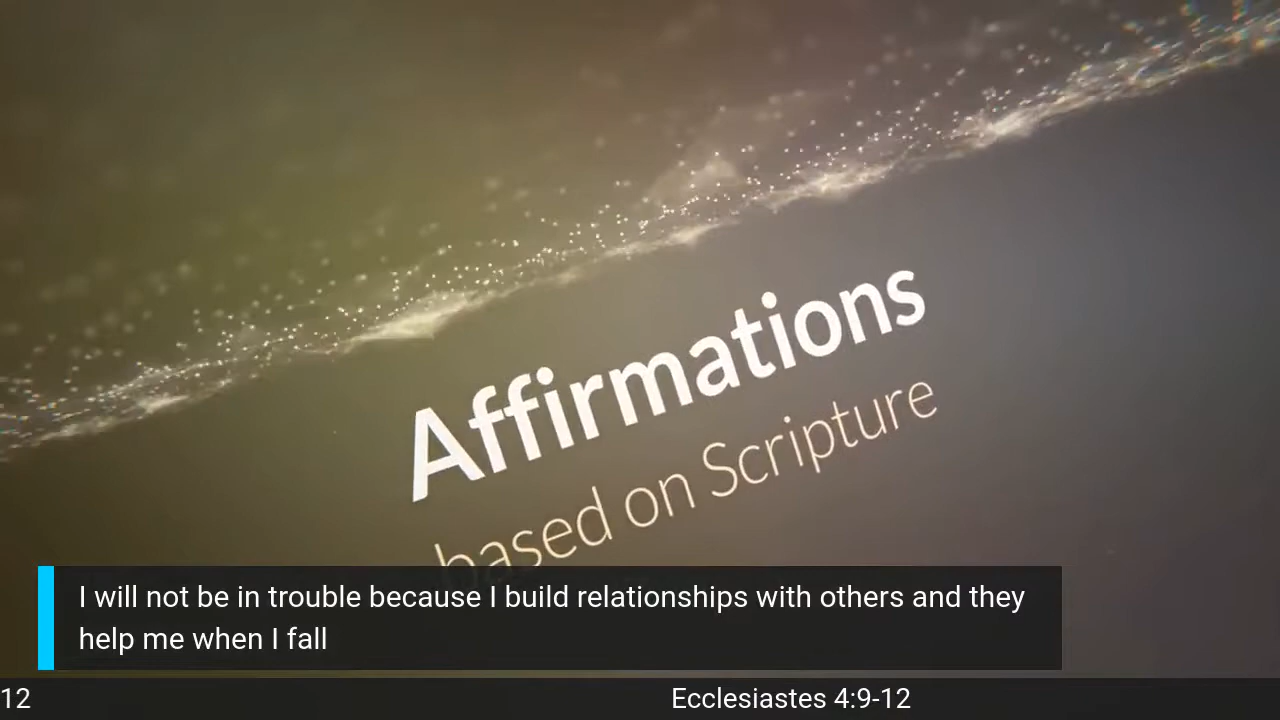 Affirmations
based on Scripture
I will not be in trouble because I build relationships with others and they
help me when I fall
12 Ecclesiastes 4:9-12